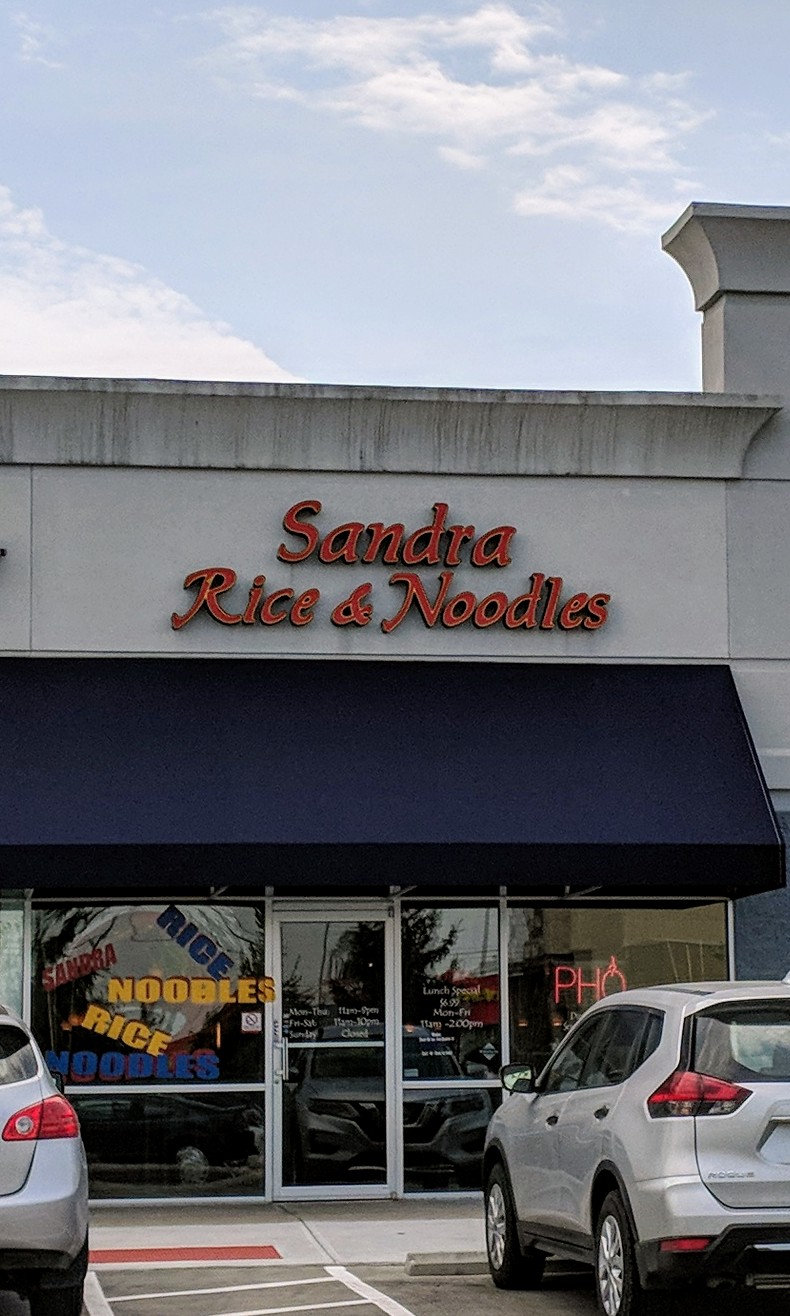 Sandra
Rice & Noodles
SANDRA
RICE
NOODLES
RICE
NOODLES
Mon-Thu: 11am-9pm
Fri-Sat: 11am-10pm
Sunday: Closed
Lunch Special
$6.99
Mon-Fri
11am-2:00pm
PHỞ
ROGUE